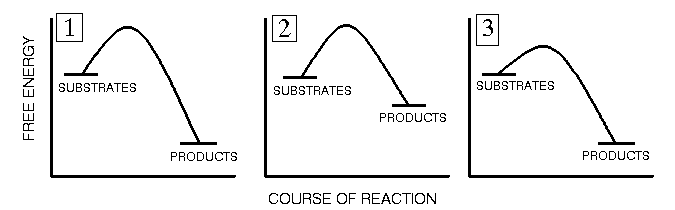 1
2
3
FREE ENERGY
SUBSTRATES
PRODUCTS
SUBSTRATES
PRODUCTS
SUBSTRATES
PRODUCTS
COURSE OF REACTION